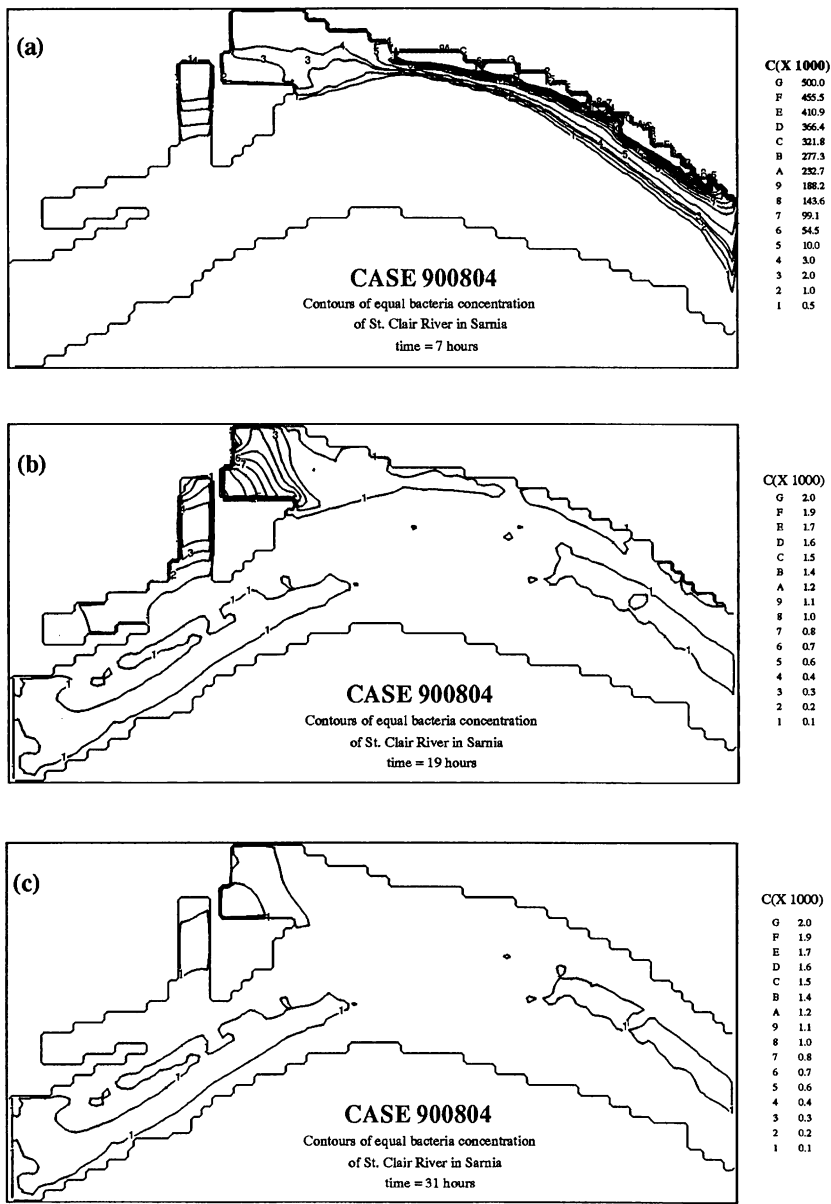 (a)
C(X 1000)
G 500.0
F 455.5
E 410.9
D 366.4
C 321.8
B 277.3
A 232.7
9 188.2
8 143.6
7 99.1
6 54.5
5 10.0
4 3.0
3 2.0
2 1.0
1 0.5
CASE 900804
Contours of equal bacteria concentration
of St. Clair River in Sarnia
time = 7 hours
(b)
C(X 1000)
G 2.0
F 1.9
E 1.7
D 1.6
C 1.5
B 1.4
A 1.2
9 1.1
8 1.0
7 0.8
6 0.7
5 0.6
4 0.4
3 0.3
2 0.2
1 0.1
CASE 900804
Contours of equal bacteria concentration
of St. Clair River in Sarnia
time = 19 hours
(c)
C(X 1000)
G 2.0
F 1.9
E 1.7
D 1.6
C 1.5
B 1.4
A 1.2
9 1.1
8 1.0
7 0.8
6 0.7
5 0.6
4 0.4
3 0.3
2 0.2
1 0.1
CASE 900804
Contours of equal bacteria concentration
of St. Clair River in Sarnia
time = 31 hours